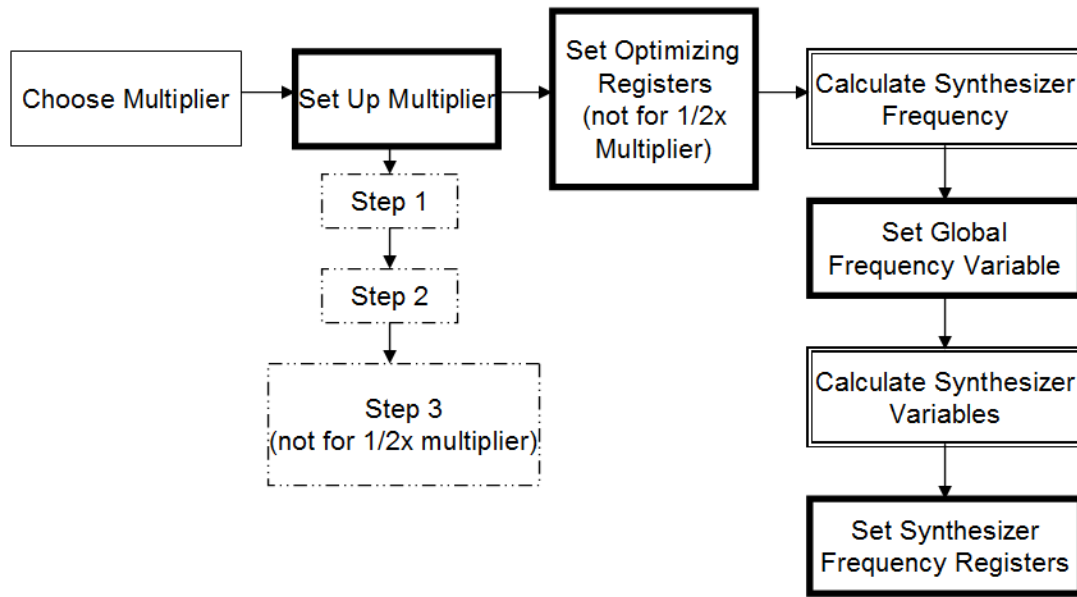 Choose Multiplier
Set Up Multiplier
Step 1
Step 2
Step 3
(not for 1/2x multiplier)
Set Optimizing
Registers
(not for 1/2x
Multiplier)
Calculate Synthesizer
Frequency
Set Global
Frequency Variable
Calculate Synthesizer
Variables
Set Synthesizer
Frequency Registers